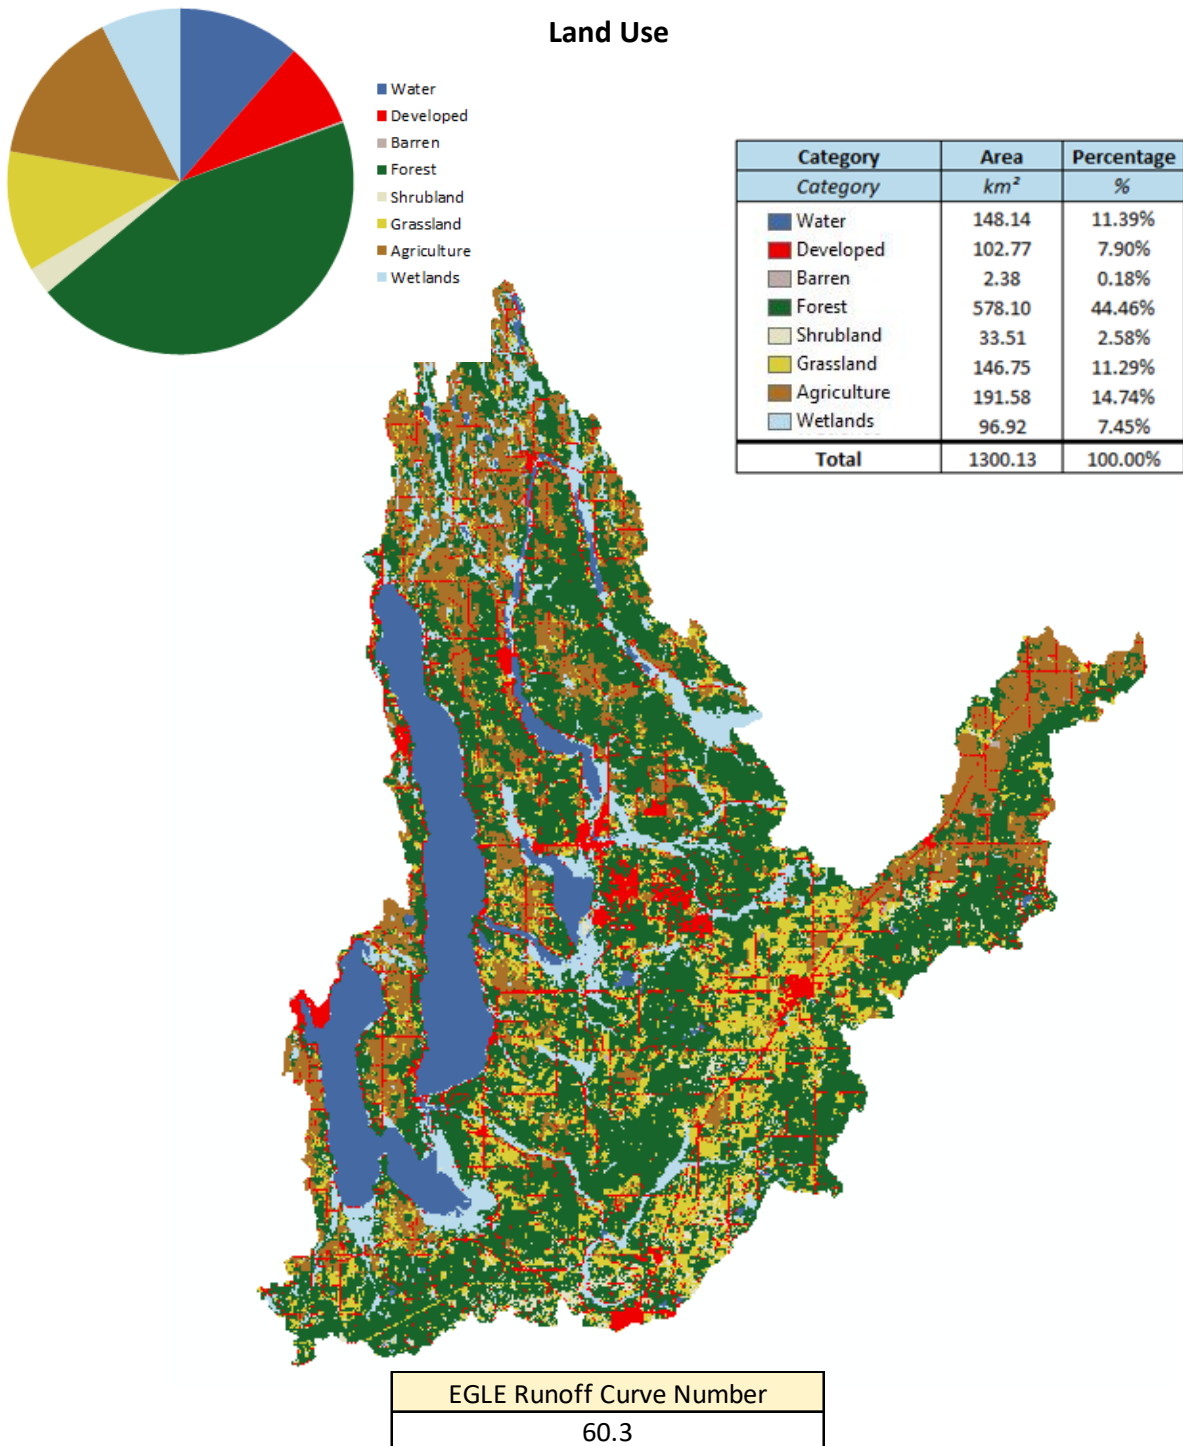 Land Use
Water
Developed
Barren
Forest
Shrubland
Grassland
Agriculture
Wetlands
Category Area Percentage
Category km² %
Water 148.14 11.39%
Developed 102.77 7.90%
Barren 2.38 0.18%
Forest 578.10 44.46%
Shrubland 33.51 2.58%
Grassland 146.75 11.29%
Agriculture 191.58 14.74%
Wetlands 96.92 7.45%
Total 1300.13 100.00%
EGLE Runoff Curve Number
60.3